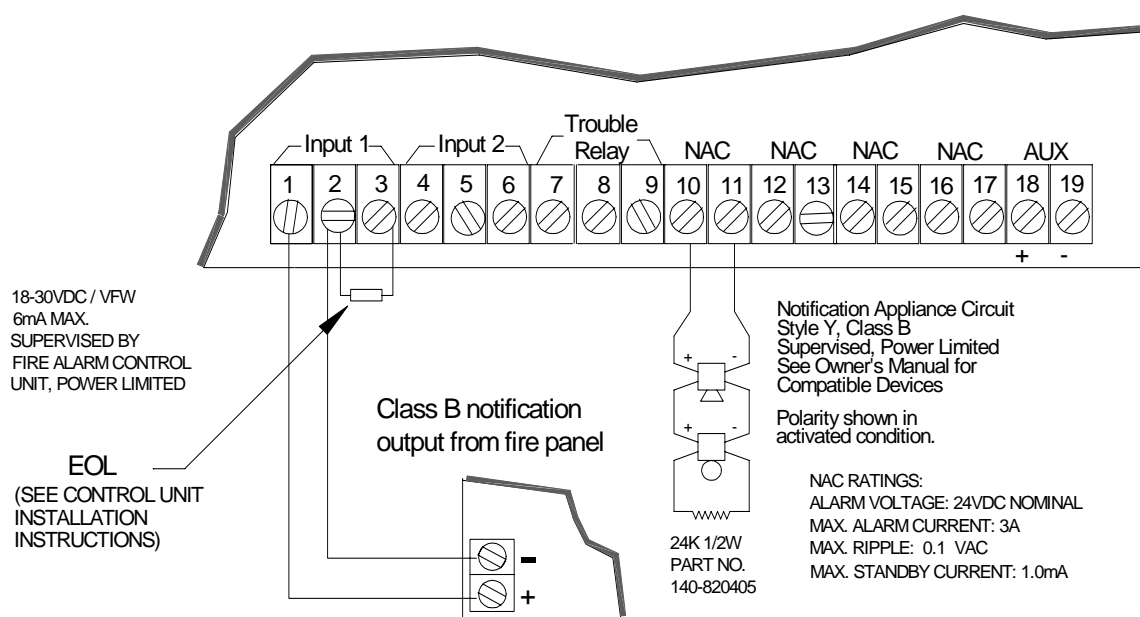 Input 1
Input 2
Trouble
Relay
NAC
NAC
NAC
NAC
AUX
1 2 3 4 5 6 7 8 9 10 11 12 13 14 15 16 17 18 19
+ -
18-30VDC / VFW
6mA MAX.
SUPERVISED BY
FIRE ALARM CONTROL
UNIT, POWER LIMITED
EOL
(SEE CONTROL UNIT
INSTALLATION
INSTRUCTIONS)
Class B notification
output from fire panel
-
+
+ -
+ -
24K 1/2W
PART NO.
140-820405
Notification Appliance Circuit
Style Y, Class B
Supervised, Power Limited
See Owner's Manual for
Compatible Devices
Polarity shown in
activated condition.
NAC RATINGS:
ALARM VOLTAGE: 24VDC NOMINAL
MAX. ALARM CURRENT: 3A
MAX. RIPPLE: 0.1 VAC
MAX. STANDBY CURRENT: 1.0mA